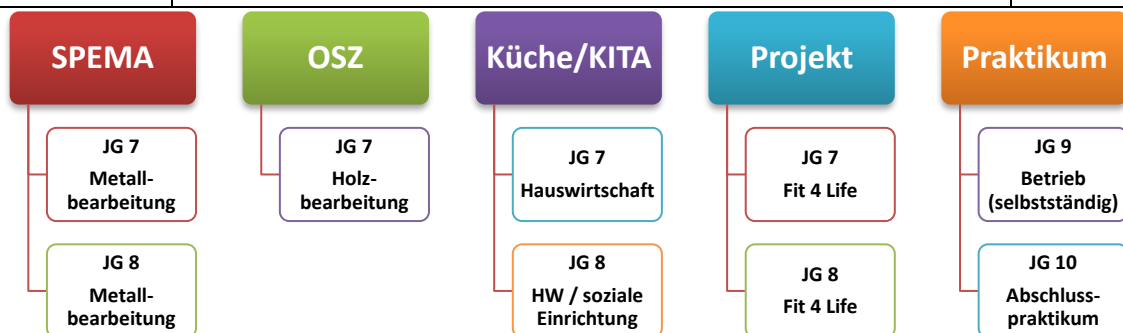 SPEMA
JG 7
Metall-
bearbeitung
JG 8
Metall-
bearbeitung
OSZ
JG 7
Holz-
bearbeitung
Küche/KITA
JG 7
Hauswirtschaft
JG 8
HW / soziale
Einrichtung
Projekt
JG 7
Fit 4 Life
JG 8
Fit 4 Life
Praktikum
JG 9
Betrieb
(selbstständig)
JG 10
Abschluss-
praktikum